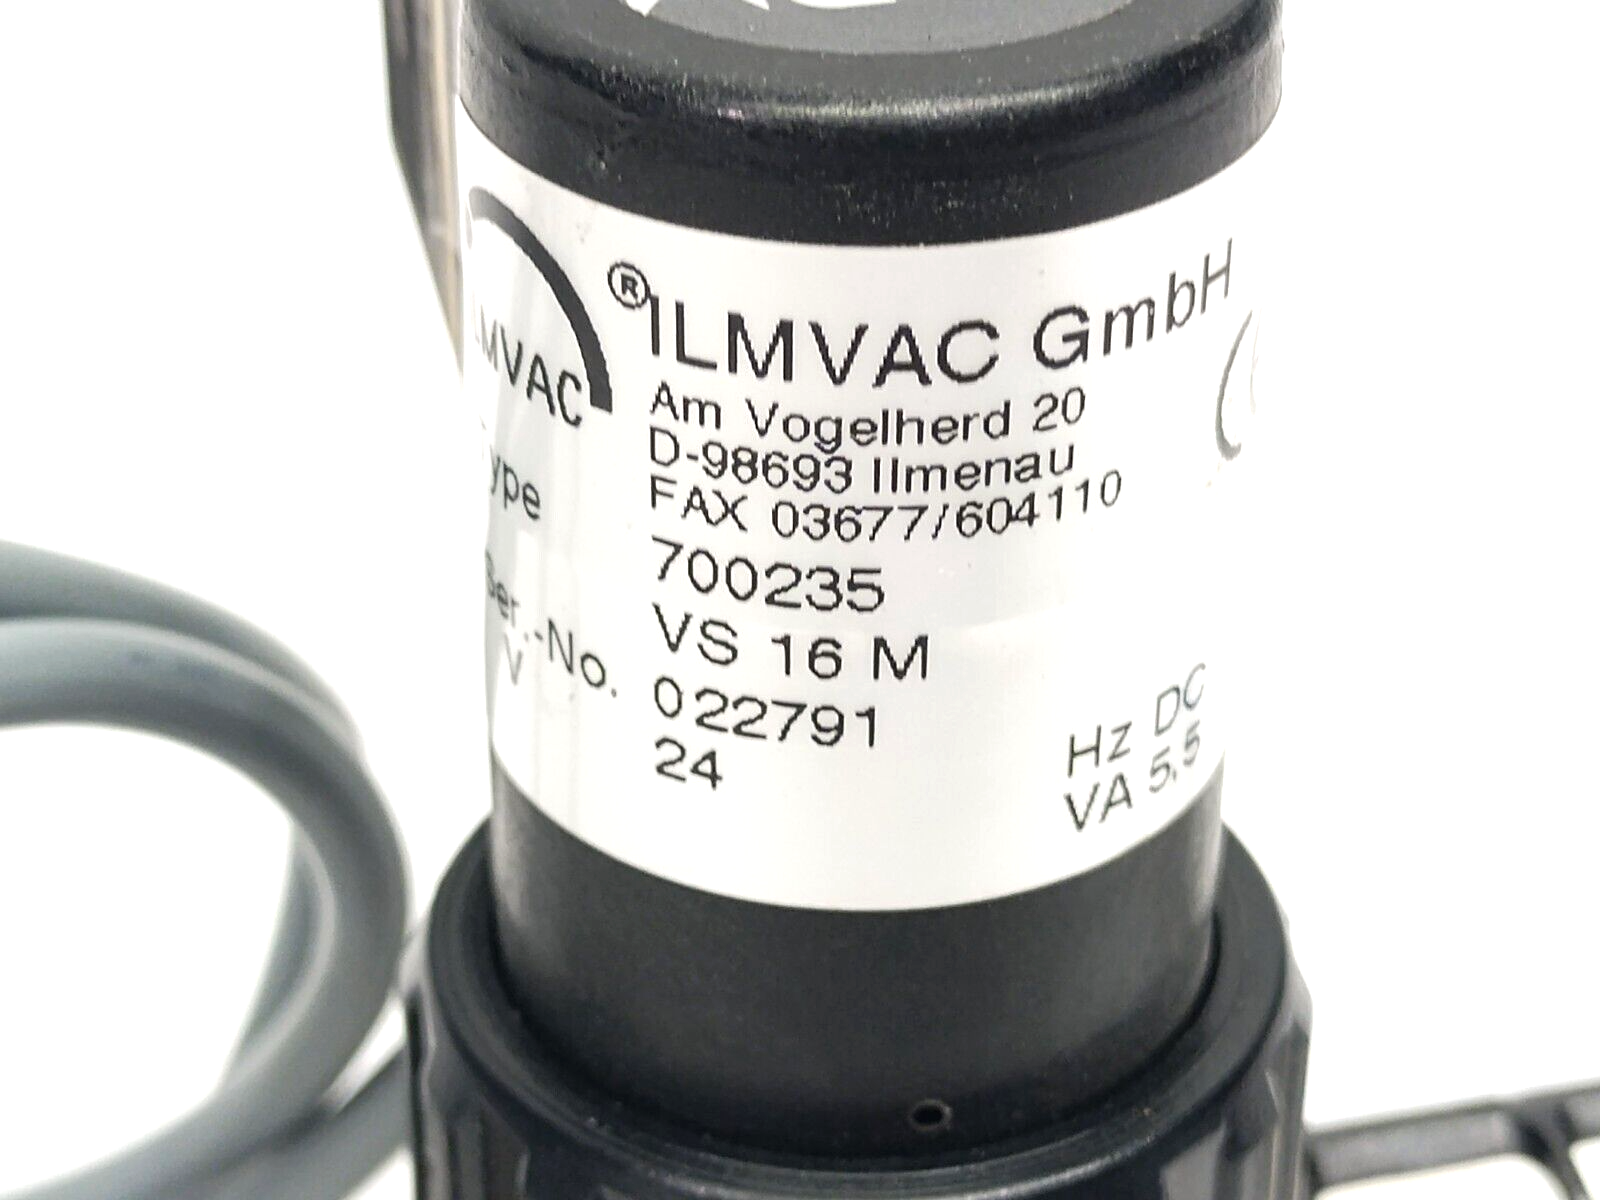 ®ILMVAC GmbH
LMVAC
Am Vogelherd 20
D-98693 Ilmenau
FAX 03677/604110
ype 700235
VS 16 M
Ser.-No. 022791
V 24 Hz DC
VA 5,5